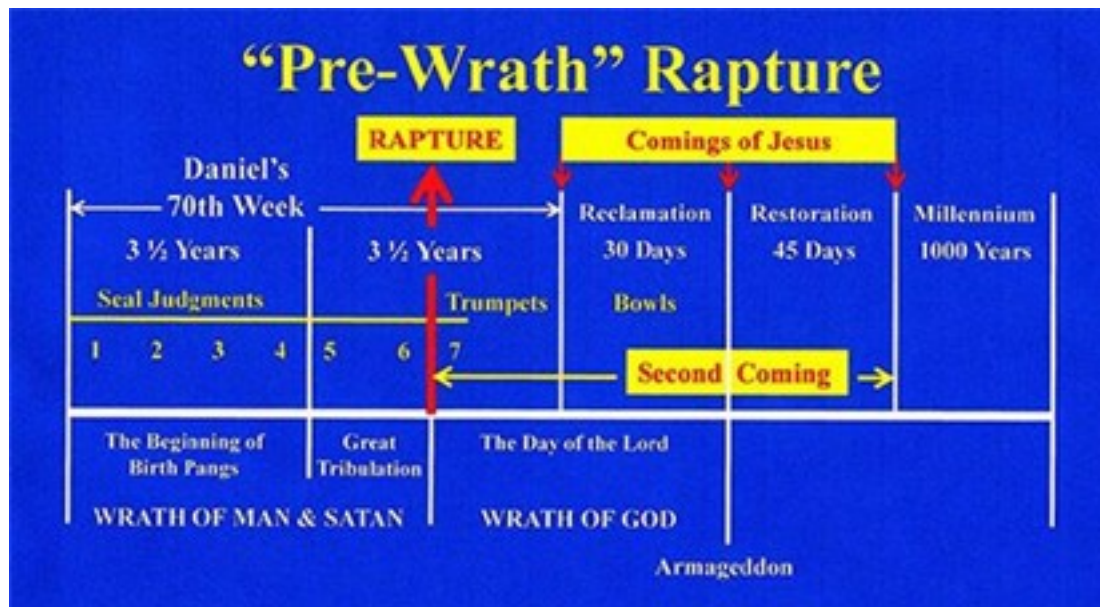 “Pre-Wrath” Rapture
RAPTURE
Comings of Jesus
Daniel’s
70th Week
Reclamation
Restoration
Millennium
3 ½ Years
3 ½ Years
30 Days
45 Days
1000 Years
Seal Judgments
Trumpets
Bowls
1 2 3 4 5 6 7
Second Coming
The Beginning of
Birth Pangs
Great
Tribulation
The Day of the Lord
WRATH OF MAN & SATAN
WRATH OF GOD
Armageddon